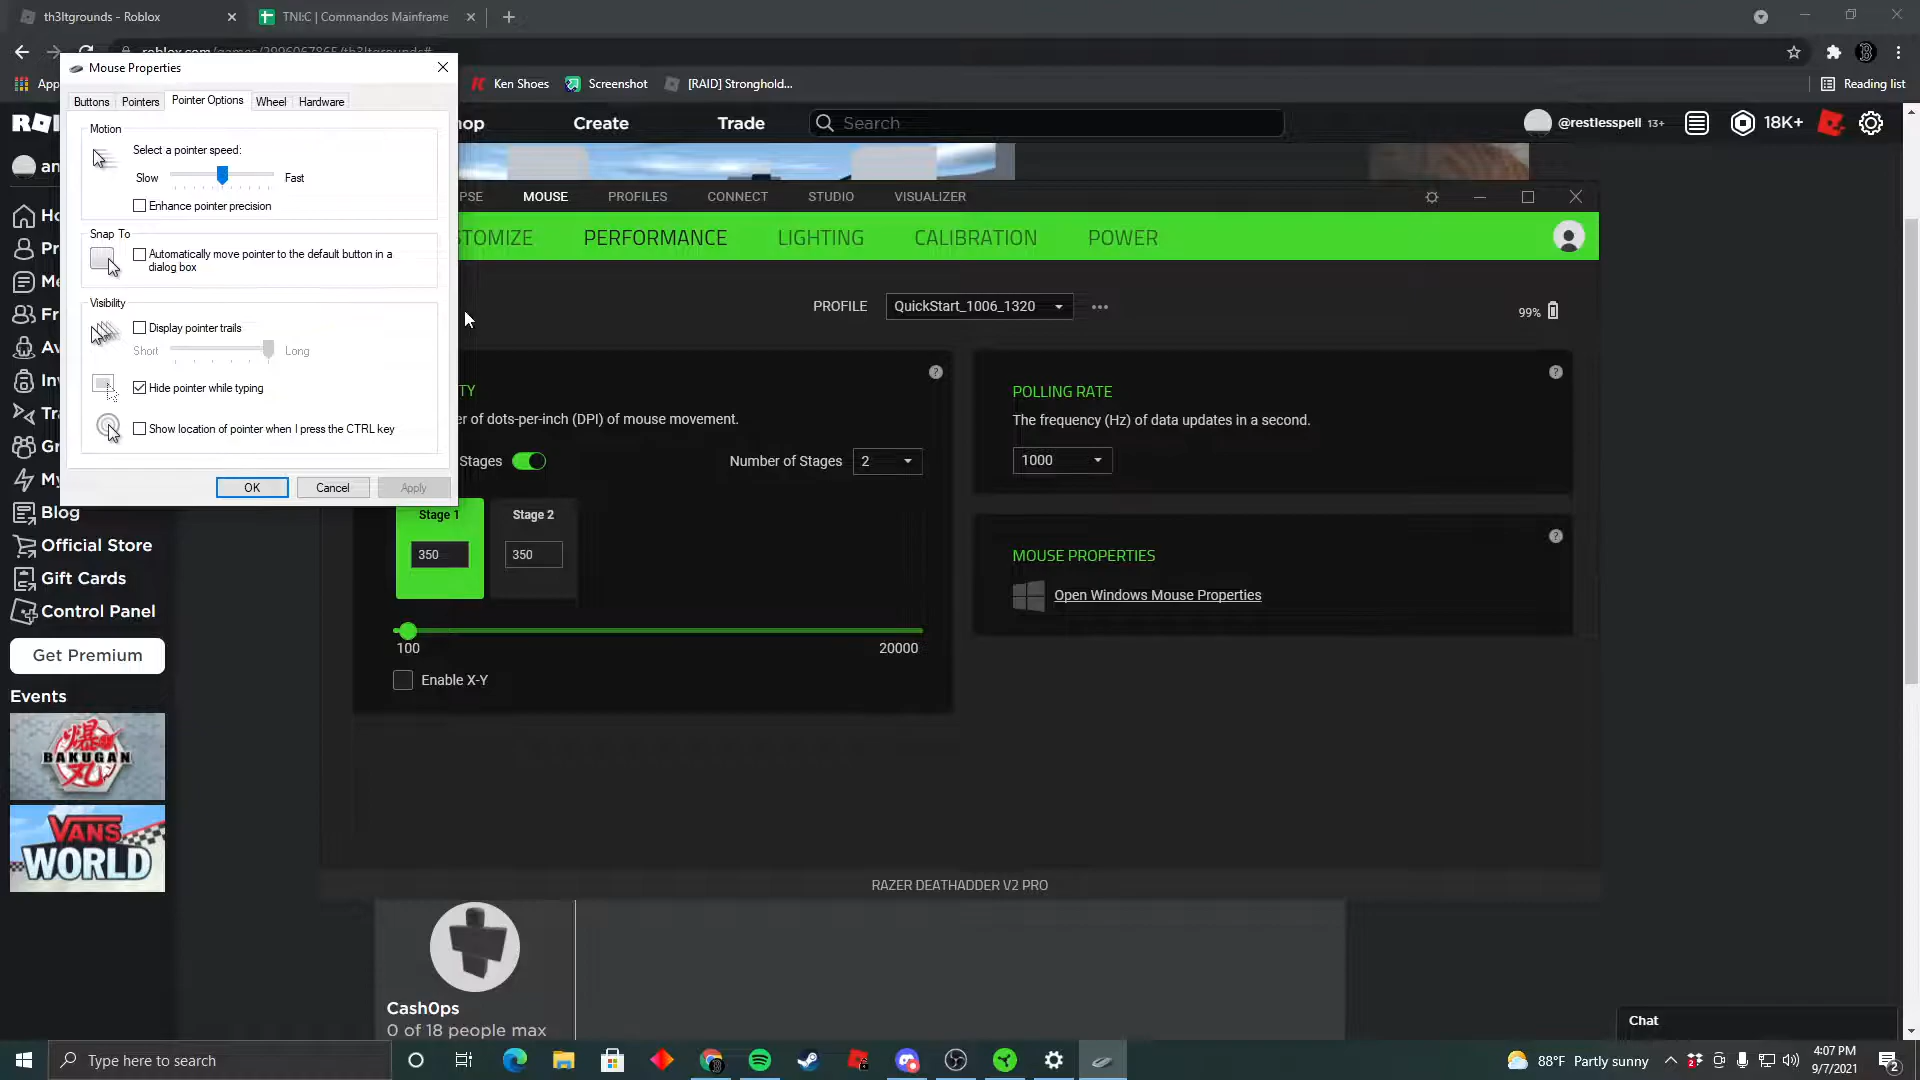 th3ltgrounds - Roblox
TNI:C | Commandos Mainframe
roblox.com/games/2996067865/th3ltgrounds#
App
Ken Shoes
Screenshot
[RAID] Stronghold...
Reading list
Mouse Properties
Buttons
Pointers
Pointer Options
Wheel
Hardware
Motion
Select a pointer speed:
Slow
Fast
Enhance pointer precision
Snap To
Automatically move pointer to the default button in a
dialog box
Visibility
Display pointer trails
Short
Long
Hide pointer while typing
Show location of pointer when I press the CTRL key
OK
Cancel
Apply
Create
Trade
Search
@restlesspell 13+
18K+
Blog
Official Store
Gift Cards
Control Panel
Get Premium
Events
BAKUGAN
VANS
WORLD
MOUSE
PROFILES
CONNECT
STUDIO
VISUALIZER
PERFORMANCE
LIGHTING
CALIBRATION
POWER
PROFILE
QuickStart_1006_1320
99%
er of dots-per-inch (DPI) of mouse movement.
Stages
Number of Stages
2
Stage 1
350
Stage 2
350
100
20000
Enable X-Y
POLLING RATE
The frequency (Hz) of data updates in a second.
1000
MOUSE PROPERTIES
Open Windows Mouse Properties
RAZER DEATHADDER V2 PRO
Cash0ps
0 of 18 people max
Chat
Type here to search
88°F Partly sunny
4:07 PM
9/7/2021
2